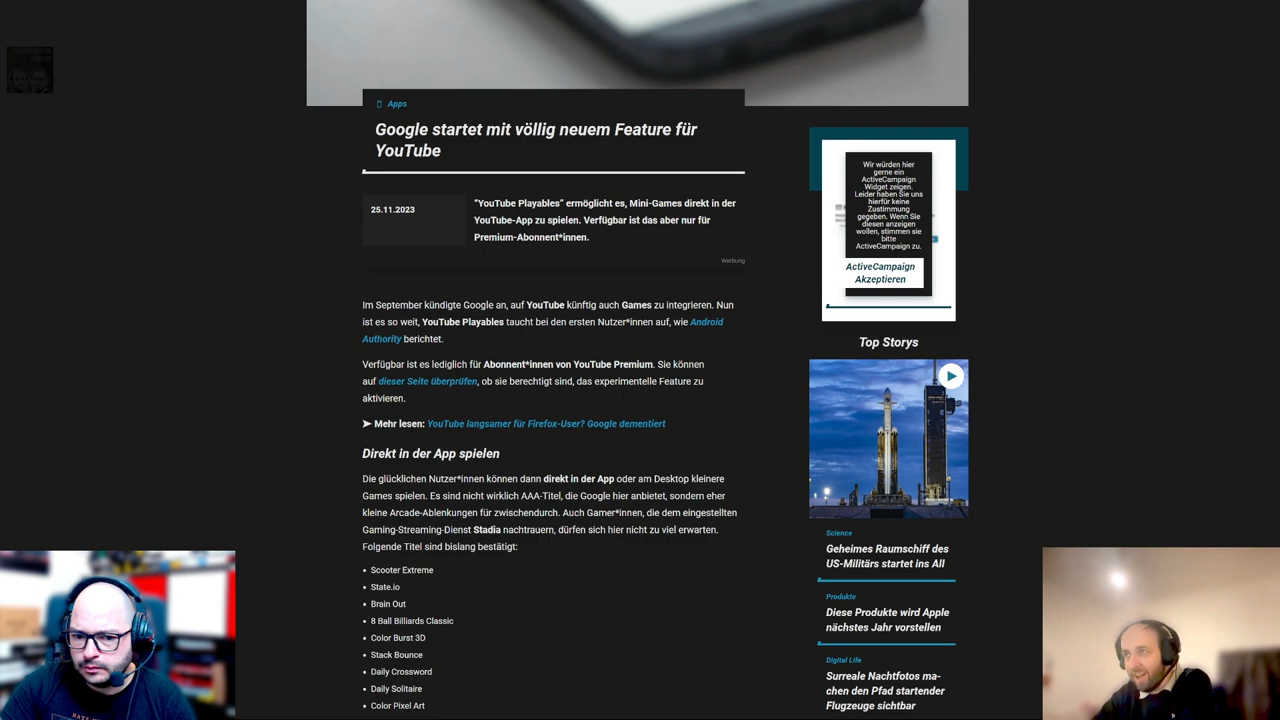 Apps
Google startet mit völlig neuem Feature für
YouTube
25.11.2023
“YouTube Playables” ermöglicht es, Mini-Games direkt in der
YouTube-App zu spielen. Verfügbar ist das aber nur für
Premium-Abonnent*innen.
Werbung
Im September kündigte Google an, auf YouTube künftig auch Games zu integrieren. Nun
ist es so weit, YouTube Playables taucht bei den ersten Nutzer*innen auf, wie Android
Authority berichtet.
Verfügbar ist es lediglich für Abonnent*innen von YouTube Premium. Sie können
auf dieser Seite überprüfen, ob sie berechtigt sind, das experimentelle Feature zu
aktivieren.
➤ Mehr lesen: YouTube langsamer für Firefox-User? Google dementiert
Direkt in der App spielen
Die glücklichen Nutzer*innen können dann direkt in der App oder am Desktop kleinere
Games spielen. Es sind nicht wirklich AAA-Titel, die Google hier anbietet, sondern eher
kleine Arcade-Ablenkungen für zwischendurch. Auch Gamer*innen, die dem eingestellten
Gaming-Streaming-Dienst Stadia nachtrauern, dürfen sich hier nicht zu viel erwarten.
Folgende Titel sind bislang bestätigt:
• Scooter Extreme
• State.io
• Brain Out
• 8 Ball Billiards Classic
• Color Burst 3D
• Stack Bounce
• Daily Crossword
• Daily Solitaire
• Color Pixel Art
Wir würden hier
gerne ein
ActiveCampaign
Widget zeigen.
Leider haben Sie uns
hierfür keine
Zustimmung
gegeben. Wenn Sie
diesen anzeigen
wollen, stimmen sie
bitte
ActiveCampaign zu.
ActiveCampaign
Akzeptieren
Top Storys
Science
Geheimes Raumschiff des
US-Militärs startet ins All
Produkte
Diese Produkte wird Apple
nächstes Jahr vorstellen
Digital Life
Surreale Nachtfotos ma-
chen den Pfad startender
Flugzeuge sichtbar